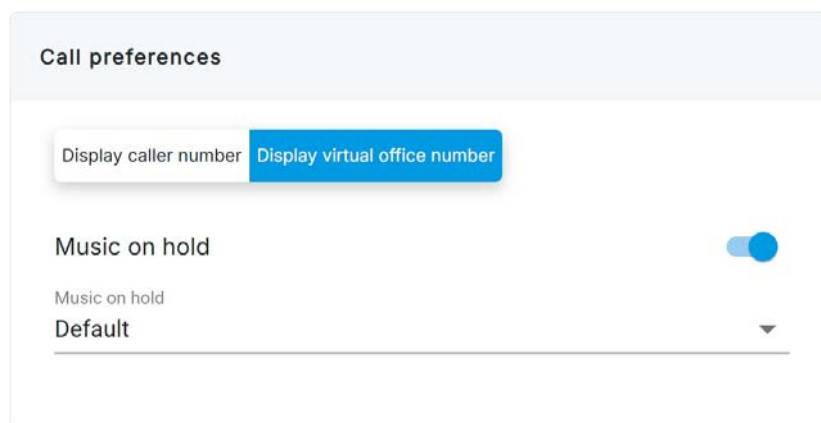 Call preferences
Display caller number Display virtual office number
Music on hold
Music on hold
Default